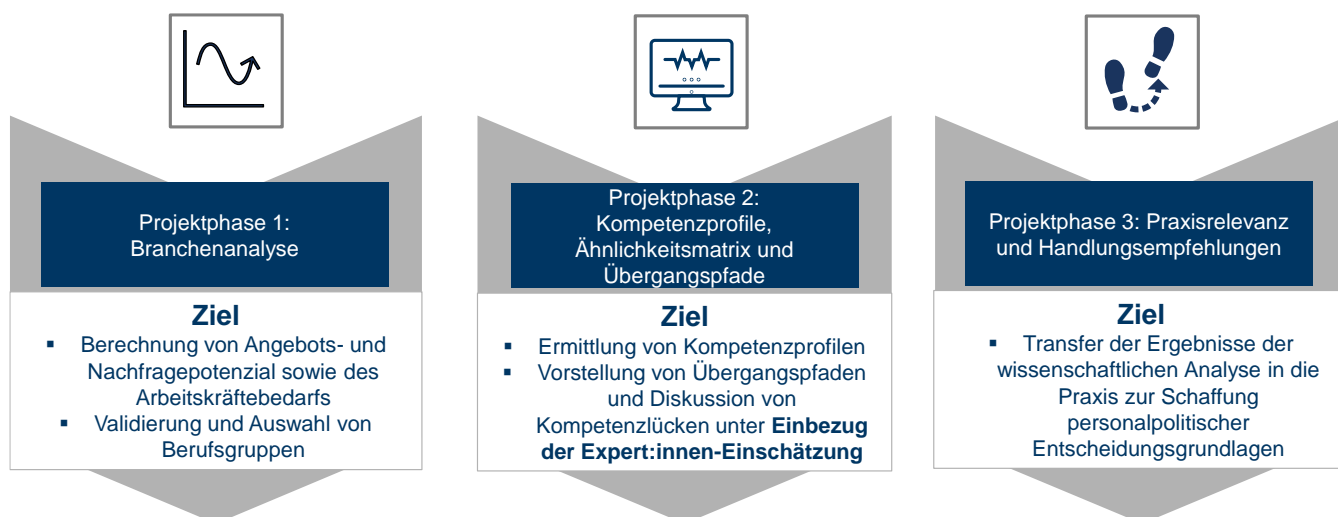 Projektphase 1:
Branchenanalyse
Ziel
▪ Berechnung von Angebots- und
Nachfragepotenzial sowie des
Arbeitskräftebedarfs
▪ Validierung und Auswahl von
Berufsgruppen
Projektphase 2:
Kompetenzprofile,
Ähnlichkeitsmatrix und
Übergangspfade
Ziel
▪ Ermittlung von Kompetenzprofilen
▪ Vorstellung von Übergangspfaden
und Diskussion von
Kompetenzlücken unter Einbezug
der Expert:innen-Einschätzung
Projektphase 3: Praxisrelevanz
und Handlungsempfehlungen
Ziel
▪ Transfer der Ergebnisse der
wissenschaftlichen Analyse in die
Praxis zur Schaffung
personalpolitischer
Entscheidungsgrundlagen